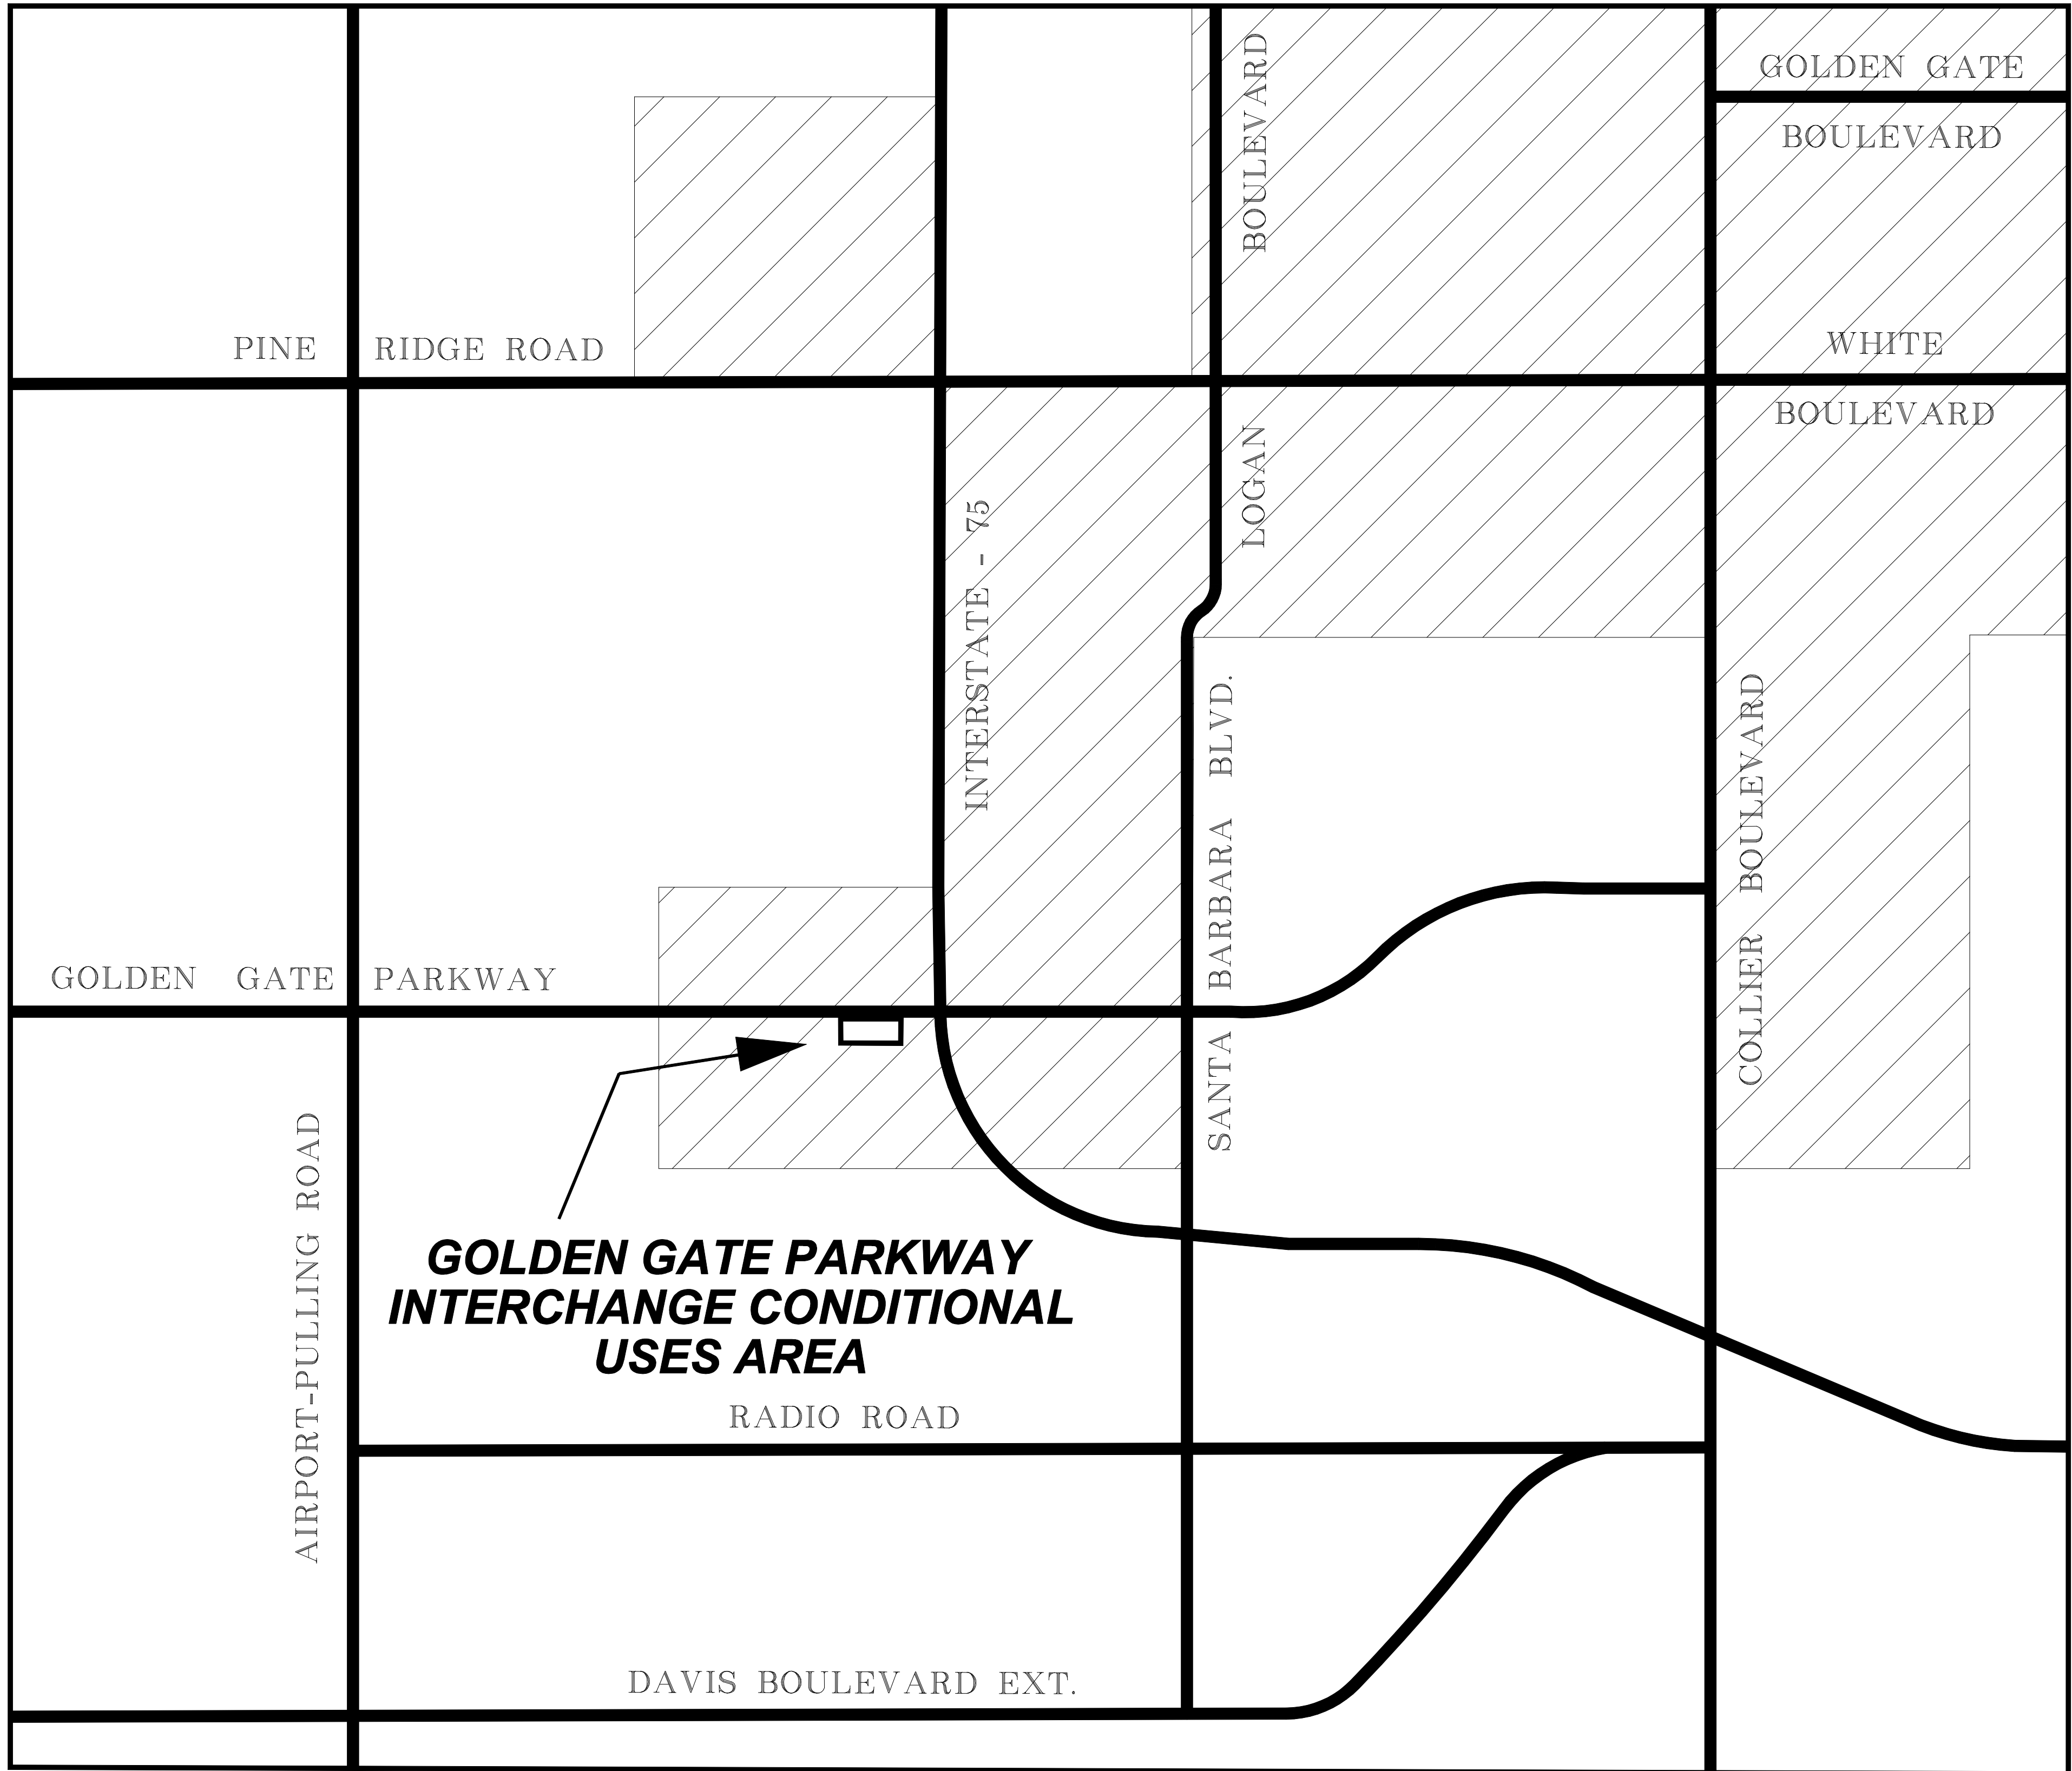 GOLDEN GATE
BOULEVARD
BOULEVARD
PINE RIDGE ROAD
WHITE
BOULEVARD
LOGAN
INTERSTATE - 75
SANTA BARBARA BLVD.
COLLIER BOULEVARD
GOLDEN GATE PARKWAY
AIRPORT-PULLING ROAD
GOLDEN GATE PARKWAY
INTERCHANGE CONDITIONAL
USES AREA
RADIO ROAD
DAVIS BOULEVARD EXT.